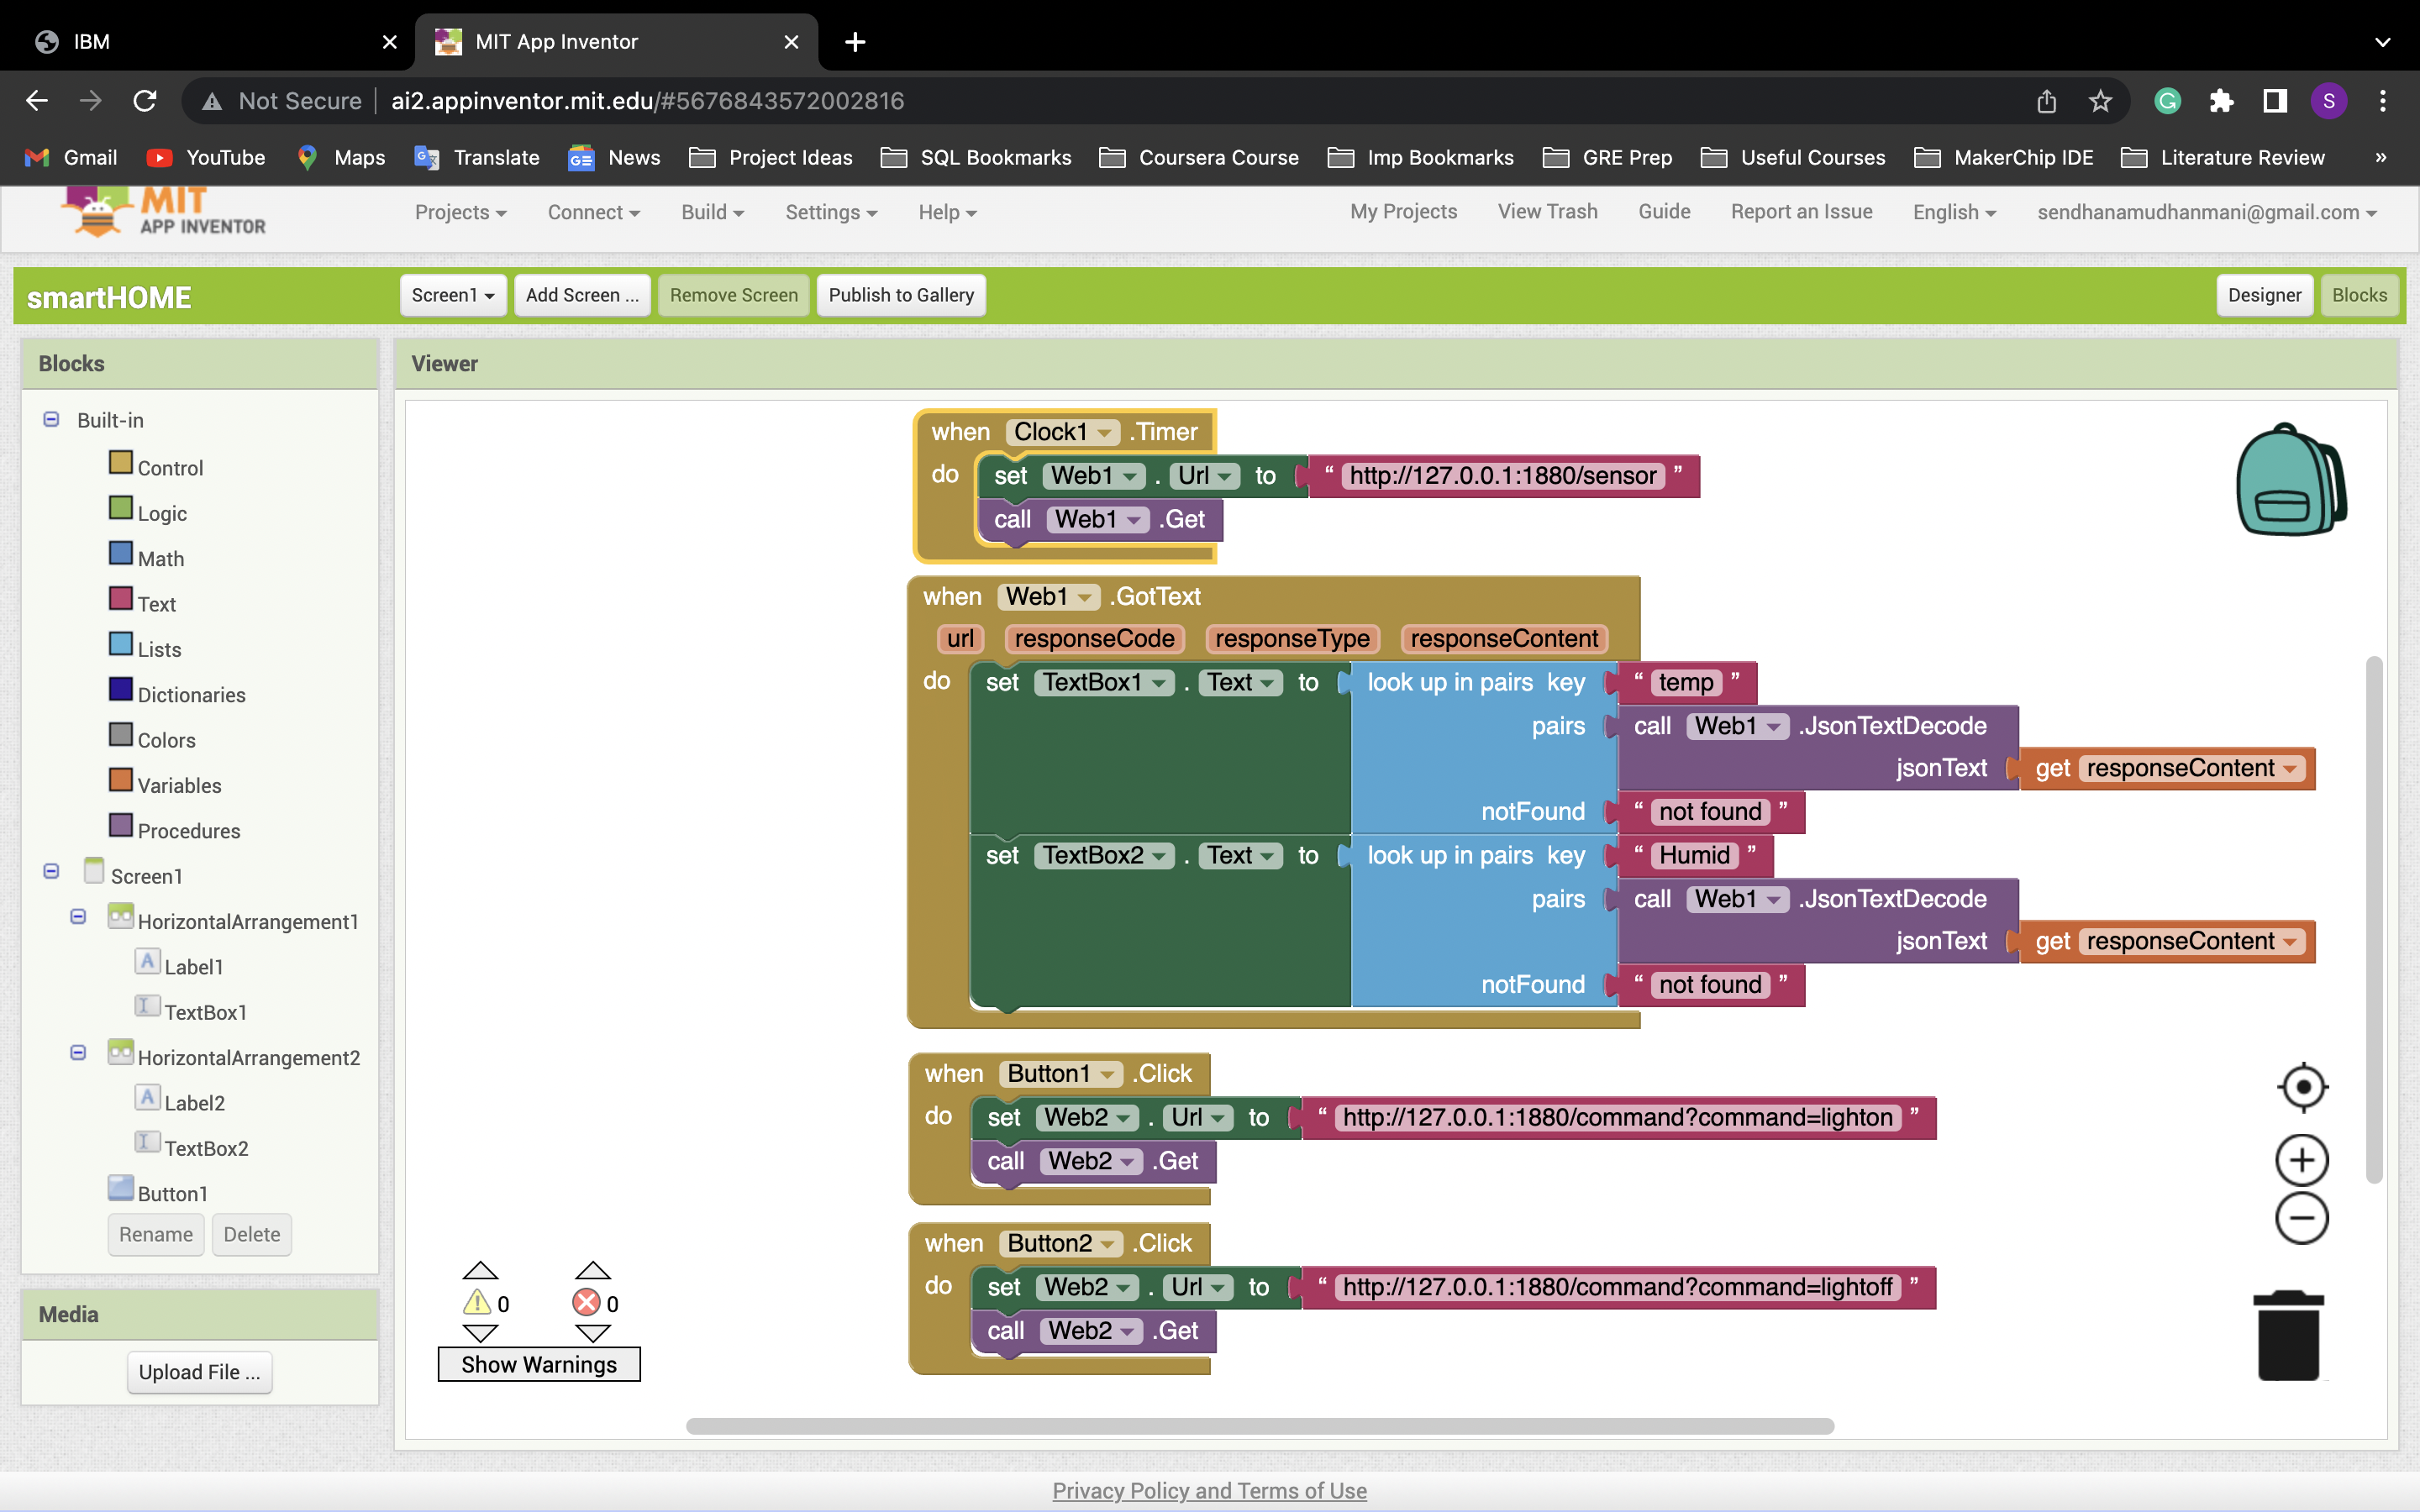 IBM
MIT App Inventor
Not Secure
ai2.appinventor.mit.edu/#5676843572002816
S
Gmail
YouTube
Maps
Translate
News
Project Ideas
SQL Bookmarks
Coursera Course
Imp Bookmarks
GRE Prep
Useful Courses
MakerChip IDE
Literature Review
»
MIT
APP INVENTOR
Projects
Connect
Build
Settings
Help
My Projects
View Trash
Guide
Report an Issue
English
sendhanamudhanmani@gmail.com
smartHOME
Screen1
Add Screen ...
Remove Screen
Publish to Gallery
Designer
Blocks
Blocks
Built-in
Control
Logic
Math
Text
Lists
Dictionaries
Colors
Variables
Procedures
Screen1
HorizontalArrangement1
Label1
TextBox1
HorizontalArrangement2
Label2
TextBox2
Button1
Rename
Delete
Media
Upload File ...
Viewer
when Clock1 .Timer
do set Web1 . Url to “ http://127.0.0.1:1880/sensor ”
call Web1 .Get
when Web1 .GotText
url responseCode responseType responseContent
do set TextBox1 . Text to look up in pairs key “ temp ”
pairs call Web1 .JsonTextDecode
jsonText get responseContent
notFound “ not found ”
set TextBox2 . Text to look up in pairs key “ Humid ”
pairs call Web1 .JsonTextDecode
jsonText get responseContent
notFound “ not found ”
when Button1 .Click
do set Web2 . Url to “ http://127.0.0.1:1880/command?command=lighton ”
call Web2 .Get
when Button2 .Click
do set Web2 . Url to “ http://127.0.0.1:1880/command?command=lightoff ”
call Web2 .Get
0
0
Show Warnings
Privacy Policy and Terms of Use